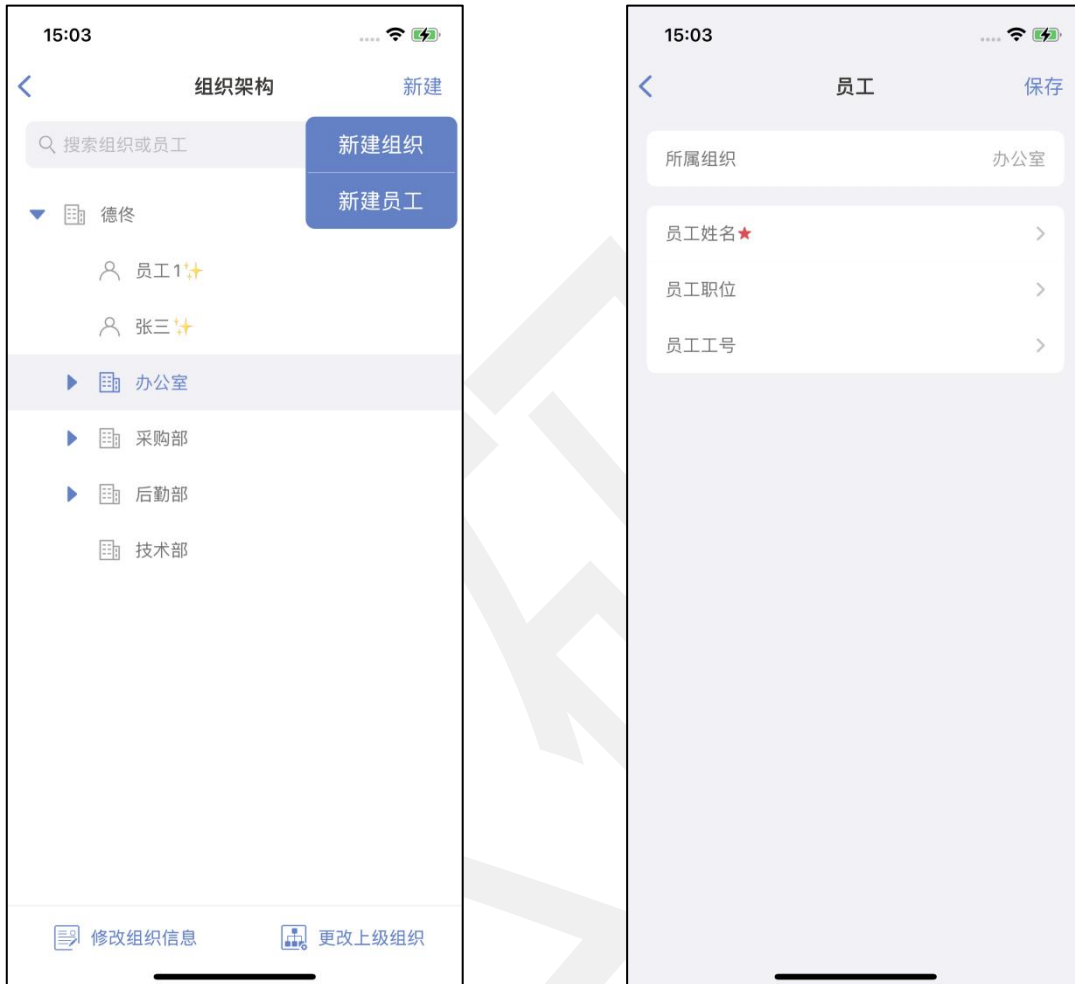 15:03
组织架构
新建
搜索组织或员工
新建组织
新建员工
德佟
员工1✨
张三✨
办公室
采购部
后勤部
技术部
修改组织信息
更改上级组织
15:03
员工
保存
所属组织
办公室
员工姓名★
员工职位
员工工号